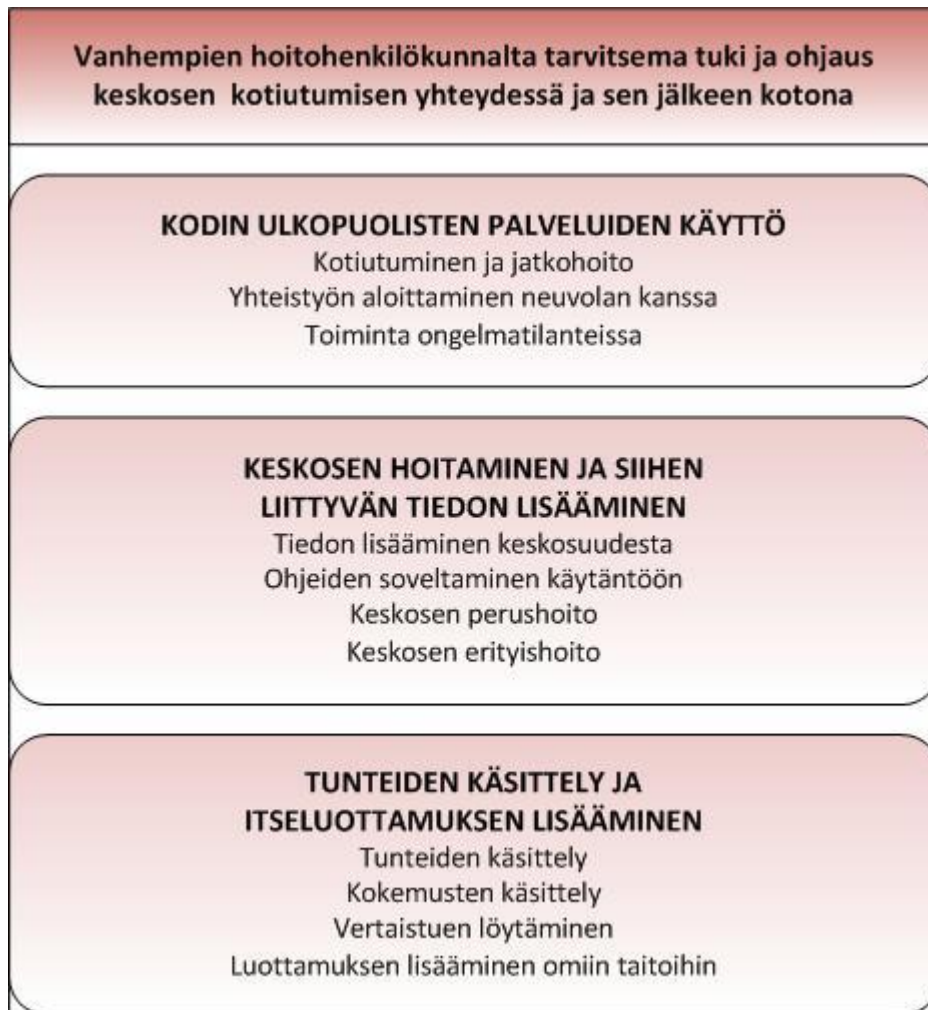 Vanhempien hoitohenkilökunnalta tarvitsema tuki ja ohjaus
keskosen kotiutumisen yhteydessä ja sen jälkeen kotona
KODIN ULKOPUOLISTEN PALVELUIDEN KÄYTTÖ
Kotiutuminen ja jatkohoito
Yhteistyön aloittaminen neuvolan kanssa
Toiminta ongelmatilanteissa
KESKOSEN HOITAMINEN JA SIIHEN
LIITTYVÄN TIEDON LISÄÄMINEN
Tiedon lisääminen keskosuudesta
Ohjeiden soveltaminen käytäntöön
Keskosen perushoito
Keskosen erityishoito
TUNTEIDEN KÄSITTELY JA
ITSELUOTTAMUKSEN LISÄÄMINEN
Tunteiden käsittely
Kokemusten käsittely
Vertaistuen löytäminen
Luottamuksen lisääminen omiin taitoihin